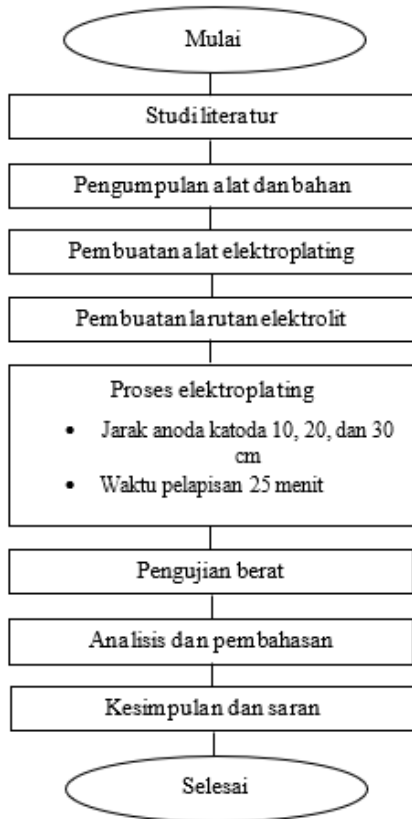 Mulai
Studi literatur
Pengumpulan alat dan bahan
Pembuatan alat elektroplating
Pembuatan larutan elektrolit
Proses elektroplating
• Jarak anoda katoda 10, 20, dan 30
cm
• Waktu pelapisan 25 menit
Pengujian berat
Analisis dan pembahasan
Kesimpulan dan saran
Selesai